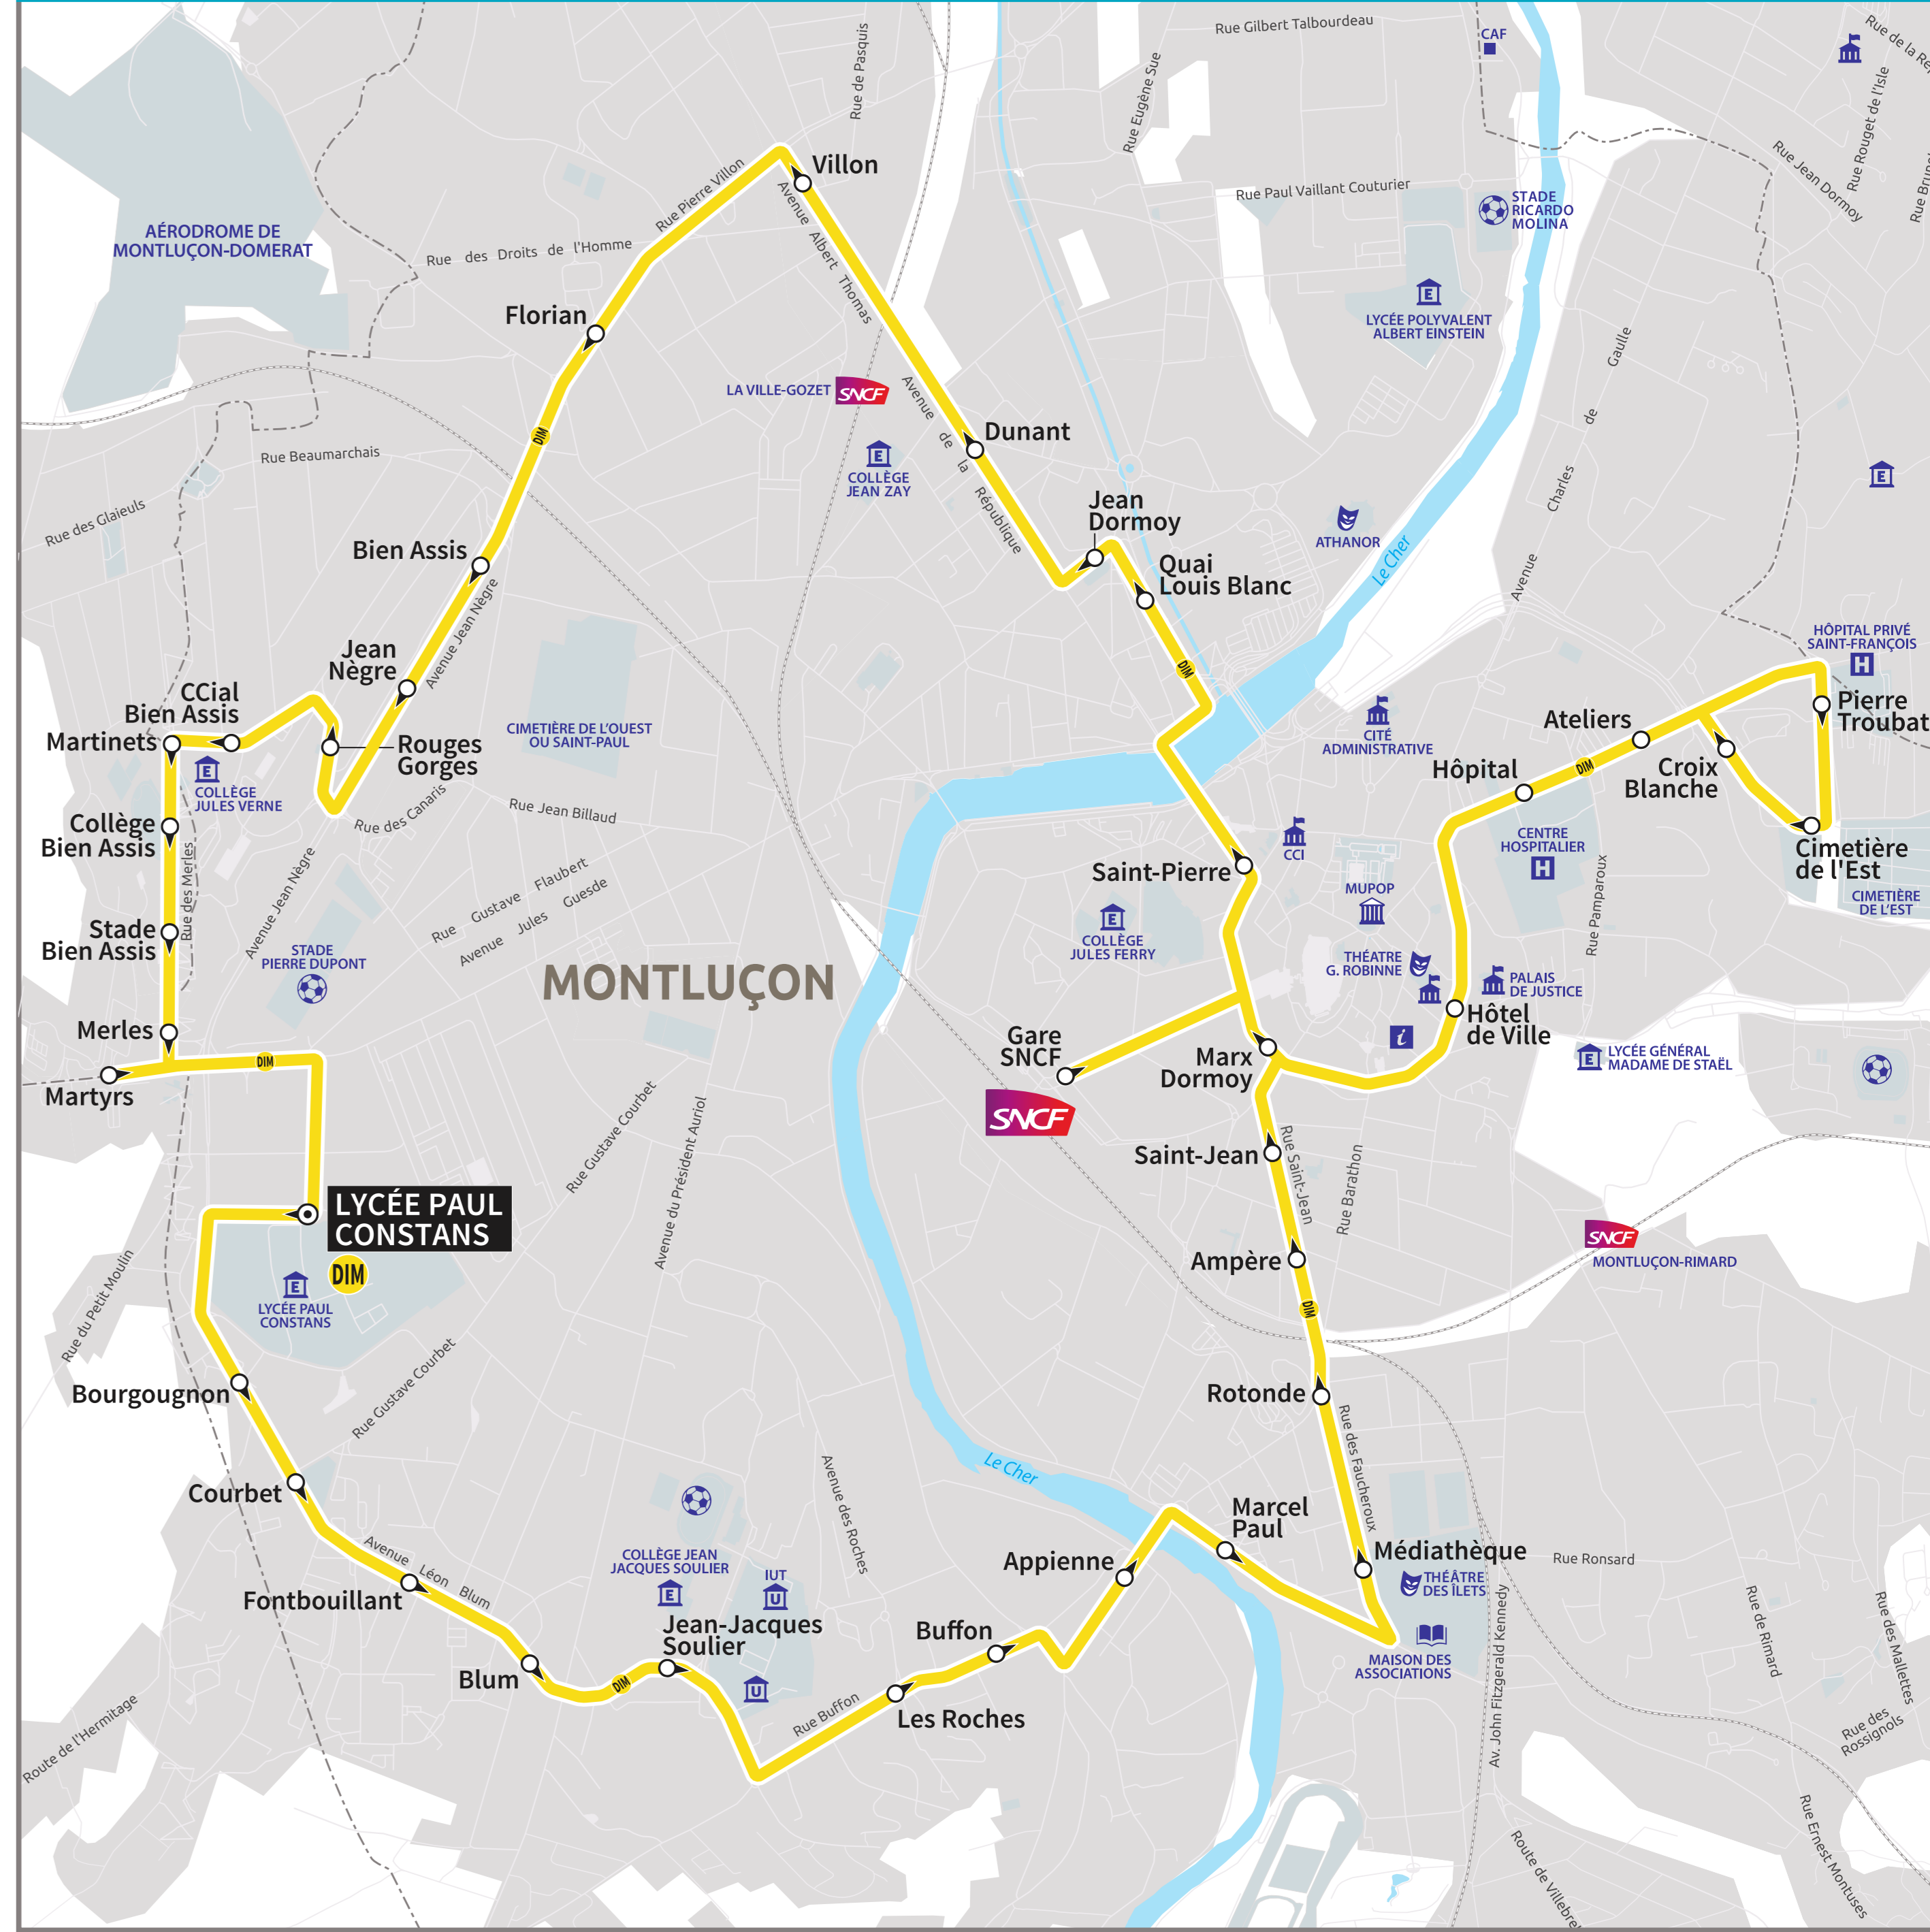 Rue Gilbert Talbourdeau
CAF
Rue de Pasquis
Rue Eugène Sue
Rue Rouget de l'Isle
Rue Jean Dormoy
Villon
Rue Pierre Villon
Rue Paul Vaillant Couturier
STADE
RICARDO
MOLINA
AÉRODROME DE
MONTLUÇON-DOMERAT
Rue des Droits de l'Homme
Avenue Albert Thomas
Florian
LYCÉE POLYVALENT
ALBERT EINSTEIN
LA VILLE-GOZET
SNCF
Avenue de la République
DIM
Dunant
Rue Beaumarchais
COLLÈGE
JEAN ZAY
Avenue Charles de Gaulle
Rue des Glaïeuls
Jean
Dormoy
ATHANOR
Le Cher
Bien Assis
Quai
Louis Blanc
Avenue Jean Nègre
Jean
Nègre
DIM
HÔPITAL PRIVÉ
SAINT-FRANÇOIS
H
CCial
Bien Assis
Martinets
Rouges
Gorges
CIMETIÈRE DE L'OUEST
OU SAINT-PAUL
CITÉ
ADMINISTRATIVE
Ateliers
Pierre
Troubat
Hôpital
DIM
Croix
Blanche
COLLÈGE
JULES VERNE
Rue des Canaris
Rue Jean Billaud
Collège
Bien Assis
CCI
CENTRE
HOSPITALIER
H
Cimetière
de l'Est
CIMETIÈRE
DE L'EST
Rue des Merles
Avenue Jean Nègre
Rue Gustave Flaubert
Avenue Jules Guesde
Saint-Pierre
MUPOP
Rue Pamparoux
Stade
Bien Assis
STADE
PIERRE DUPONT
COLLÈGE
JULES FERRY
THÉATRE
G. ROBINNE
PALAIS
DE JUSTICE
MONTLUÇON
Hôtel
de Ville
Merles
Gare
SNCF
Marx
Dormoy
i
LYCÉE GÉNÉRAL
MADAME DE STAËL
DIM
Martyrs
SNCF
Rue Gustave Courbet
Avenue du Président Auriol
Saint-Jean
Rue Saint-Jean
Rue Barathon
LYCÉE PAUL
CONSTANS
DIM
LYCÉE PAUL
CONSTANS
Rue du Petit Moulin
Ampère
SNCF
MONTLUÇON-RIMARD
DIM
Rue Gustave Courbet
Bourgougnon
Rotonde
Rue des Faucheroux
Courbet
Le Cher
Avenue des Roches
Marcel
Paul
Avenue Léon Blum
Fontbouillant
COLLÈGE JEAN
JACQUES SOULIER
IUT
Appienne
Médiathèque
THÉÂTRE
DES ÎLETS
Rue Ronsard
Jean-Jacques
Soulier
Buffon
Blum
DIM
MAISON DES
ASSOCIATIONS
Av. John Fitzgerald Kennedy
Rue de Rimard
Rue des Mallettes
Rue Buffon
Les Roches
Route de l'Hermitage
Rue des
Rossignols
Rue Ernest Montuses